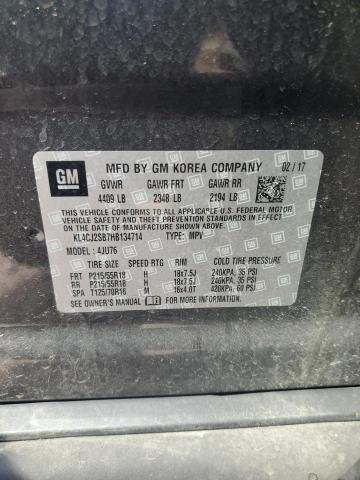 GM
MFD BY GM KOREA COMPANY 02/17
GVWR GAWR FRT GAWR RR
4409 LB 2348 LB 2194 LB
THIS VEHICLE CONFORMS TO ALL APPLICABLE U.S. FEDERAL MOTOR
VEHICLE SAFETY AND THEFT PREVENTION STANDARDS IN EFFECT ON
THE DATE OF MANUFACTURE SHOWN ABOVE.
KL4CJ2SB7HB134714 TYPE: MPV
MODEL: 4JU76
TIRE SIZE SPEED RTG RIM COLD TIRE PRESSURE
FRT P215/55R18 H 18x7.5J 240KPA, 35 PSI
RR P215/55R18 H 18x7.5J 240KPA, 35 PSI
SPA T125/70R16 M 16x4.0T 420KPA, 60 PSI
SEE OWNER'S MANUAL FOR ADDITIONAL INFORMATION